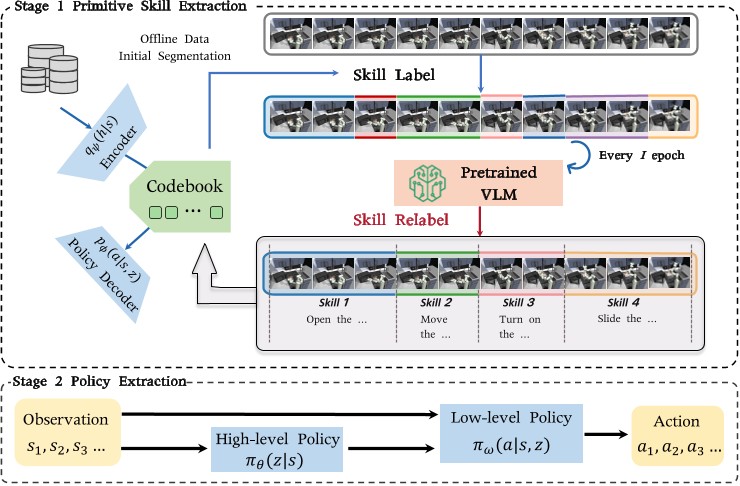 Stage 1 Primitive Skill Extraction
Offline Data
Initial Segmentation
Skill Label
qψ(h|s)
Encoder
Codebook
...
pϕ(a|s,z)
Policy Decoder
Every I epoch
Pretrained
VLM
Skill Relabel
Skill 1
Open the ...
Skill 2
Move
the ...
Skill 3
Turn on
the ...
Skill 4
Slide the ...
Stage 2 Policy Extraction
Observation
s1, s2, s3 ...
High-level Policy
πθ(z|s)
Low-level Policy
πω(a|s, z)
Action
a1, a2, a3 ...